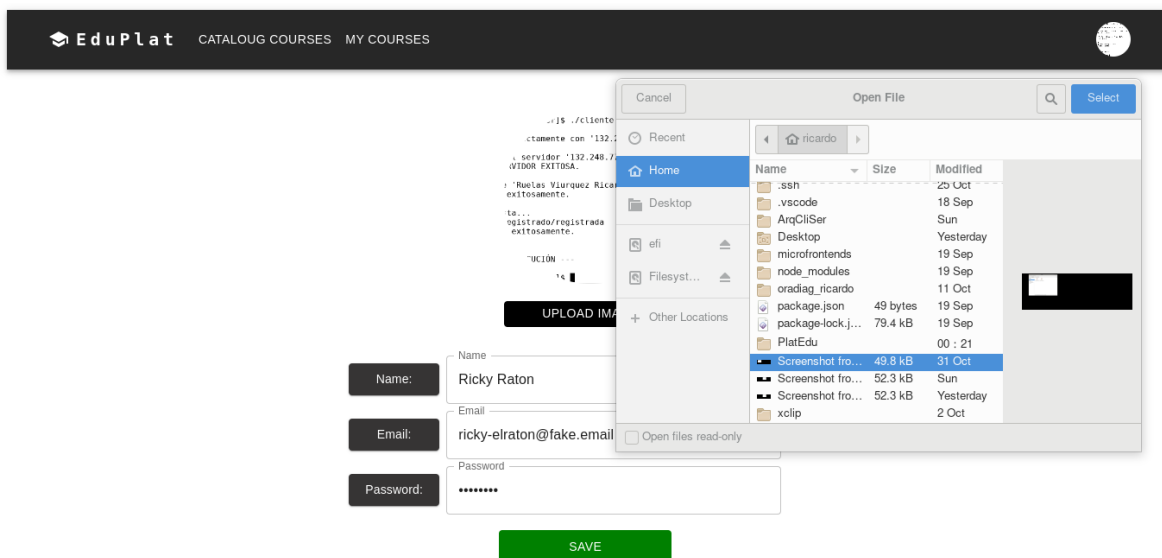 EduPlat CATALOUG COURSES MY COURSES
Cancel Open File Select
]$ ./cliente
ctamente con '132.2
servidor '132.248.7
VIDOR EXITOSA.
'Ruelas Viurquez Ricar
exitosamente.
ta...
egistrado/registrada
exitosamente.
UCIÓN ---
UPLOAD IMA
Recent
Home
Desktop
efi
Filesyst...
Other Locations
ricardo
Name Size Modified
.ssh 25 Oct
.vscode 18 Sep
ArqCliSer Sun
Desktop Yesterday
microfrontends 19 Sep
node_modules 19 Sep
oradiag_ricardo 11 Oct
package.json 49 bytes 19 Sep
package-lock.j... 79.4 kB 19 Sep
PlatEdu 00 : 21
Screenshot fro... 49.8 kB 31 Oct
Screenshot fro... 52.3 kB Sun
Screenshot fro... 52.3 kB Yesterday
xclip 2 Oct
Open files read-only
Name
Name: Ricky Raton
Email
Email: ricky-elraton@fake.email
Password
Password: ••••••••
SAVE